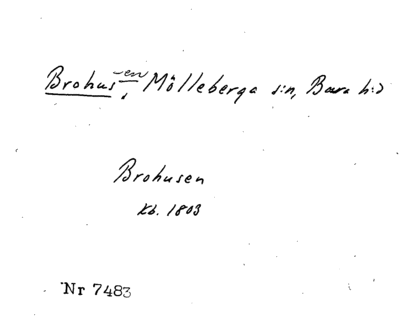 Brohus-en, Mölleberga s:n, Bara h:d
Brohusen
Kb. 1803
Nr 7483